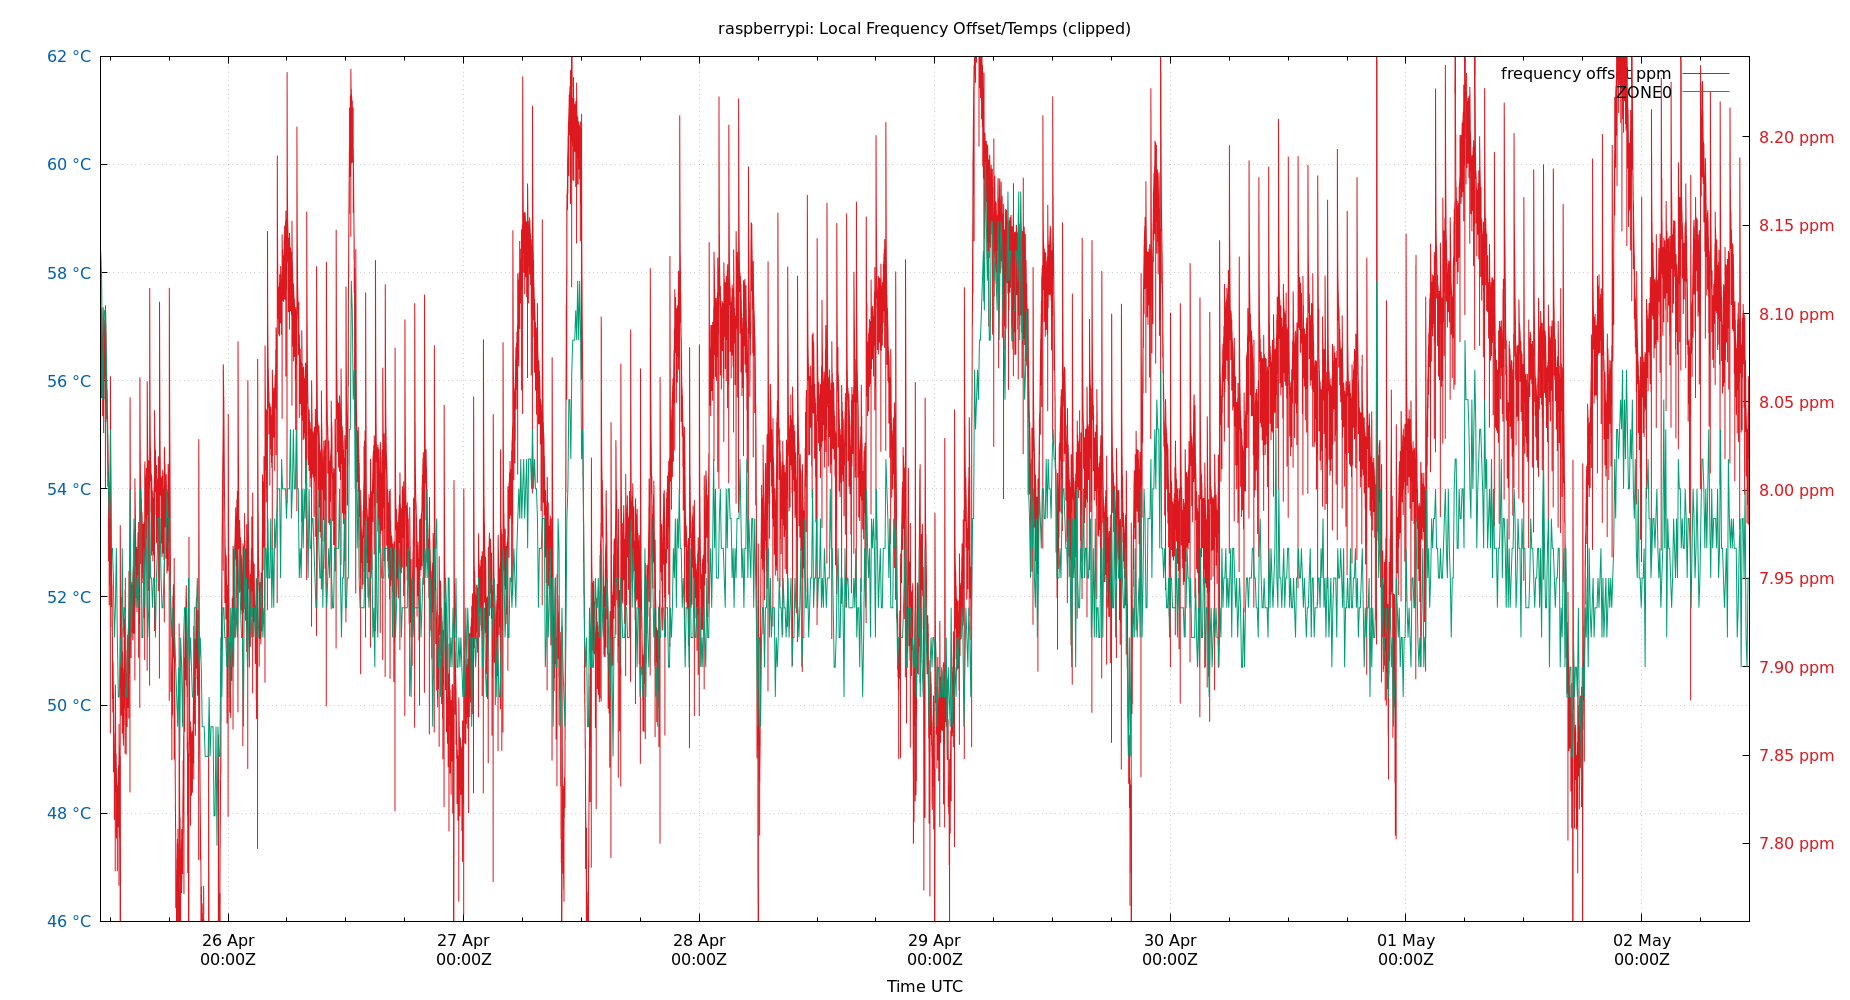 raspberrypi: Local Frequency Offset/Temps (clipped)
62 °C
60 °C
58 °C
56 °C
54 °C
52 °C
50 °C
48 °C
46 °C
frequency offset ppm
ZONE0
8.20 ppm
8.15 ppm
8.10 ppm
8.05 ppm
8.00 ppm
7.95 ppm
7.90 ppm
7.85 ppm
7.80 ppm
26 Apr
00:00Z
27 Apr
00:00Z
28 Apr
00:00Z
29 Apr
00:00Z
30 Apr
00:00Z
01 May
00:00Z
02 May
00:00Z
Time UTC